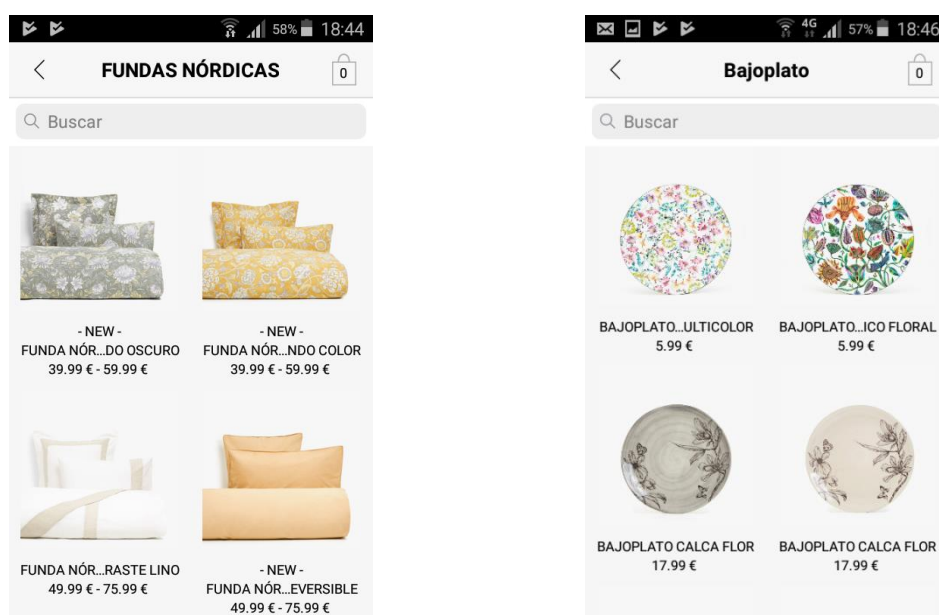 58% 18:44
FUNDAS NÓRDICAS
0
Buscar
- NEW -
FUNDA NÓR...DO OSCURO
39.99 € - 59.99 €
- NEW -
FUNDA NÓR...NDO COLOR
39.99 € - 59.99 €
FUNDA NÓR...RASTE LINO
49.99 € - 75.99 €
- NEW -
FUNDA NÓR...EVERSIBLE
49.99 € - 75.99 €
4G 57% 18:46
Bajoplato
0
Buscar
BAJOPLATO...ULTICOLOR
5.99 €
BAJOPLATO...ICO FLORAL
5.99 €
BAJOPLATO CALCA FLOR
17.99 €
BAJOPLATO CALCA FLOR
17.99 €